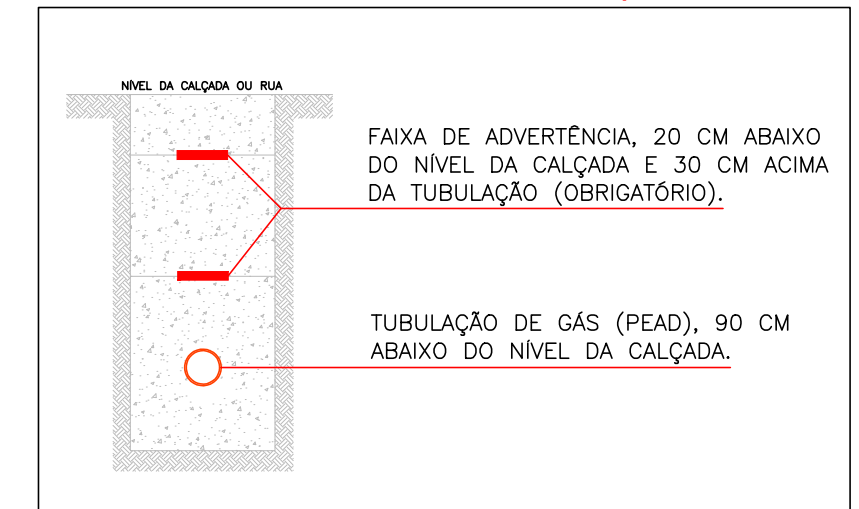 NÍVEL DA CALÇADA OU RUA
FAIXA DE ADVERTÊNCIA, 20 CM ABAIXO
DO NÍVEL DA CALÇADA E 30 CM ACIMA
DA TUBULAÇÃO (OBRIGATÓRIO).
TUBULAÇÃO DE GÁS (PEAD), 90 CM
ABAIXO DO NÍVEL DA CALÇADA.